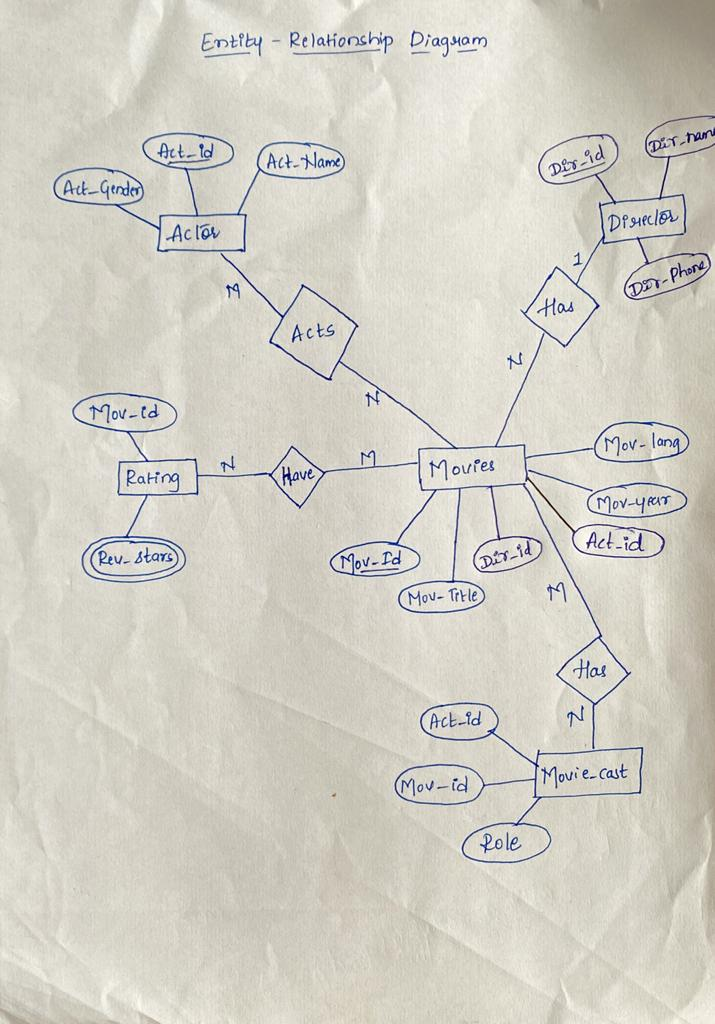 Entity - Relationship Diagram
Act_id
Act_Name
Act_Gender
Actor
Dir_id
Dir_name
Director
Dir_Phone
M
Acts
N
1
Has
N
Mov_id
Rating
N
Have
M
Movies
Rev_stars
Mov_lang
Mov_year
Act_id
Mov_Id
Dir_id
Mov_Title
M
Has
N
Act_id
Movie_cast
Mov_id
Role